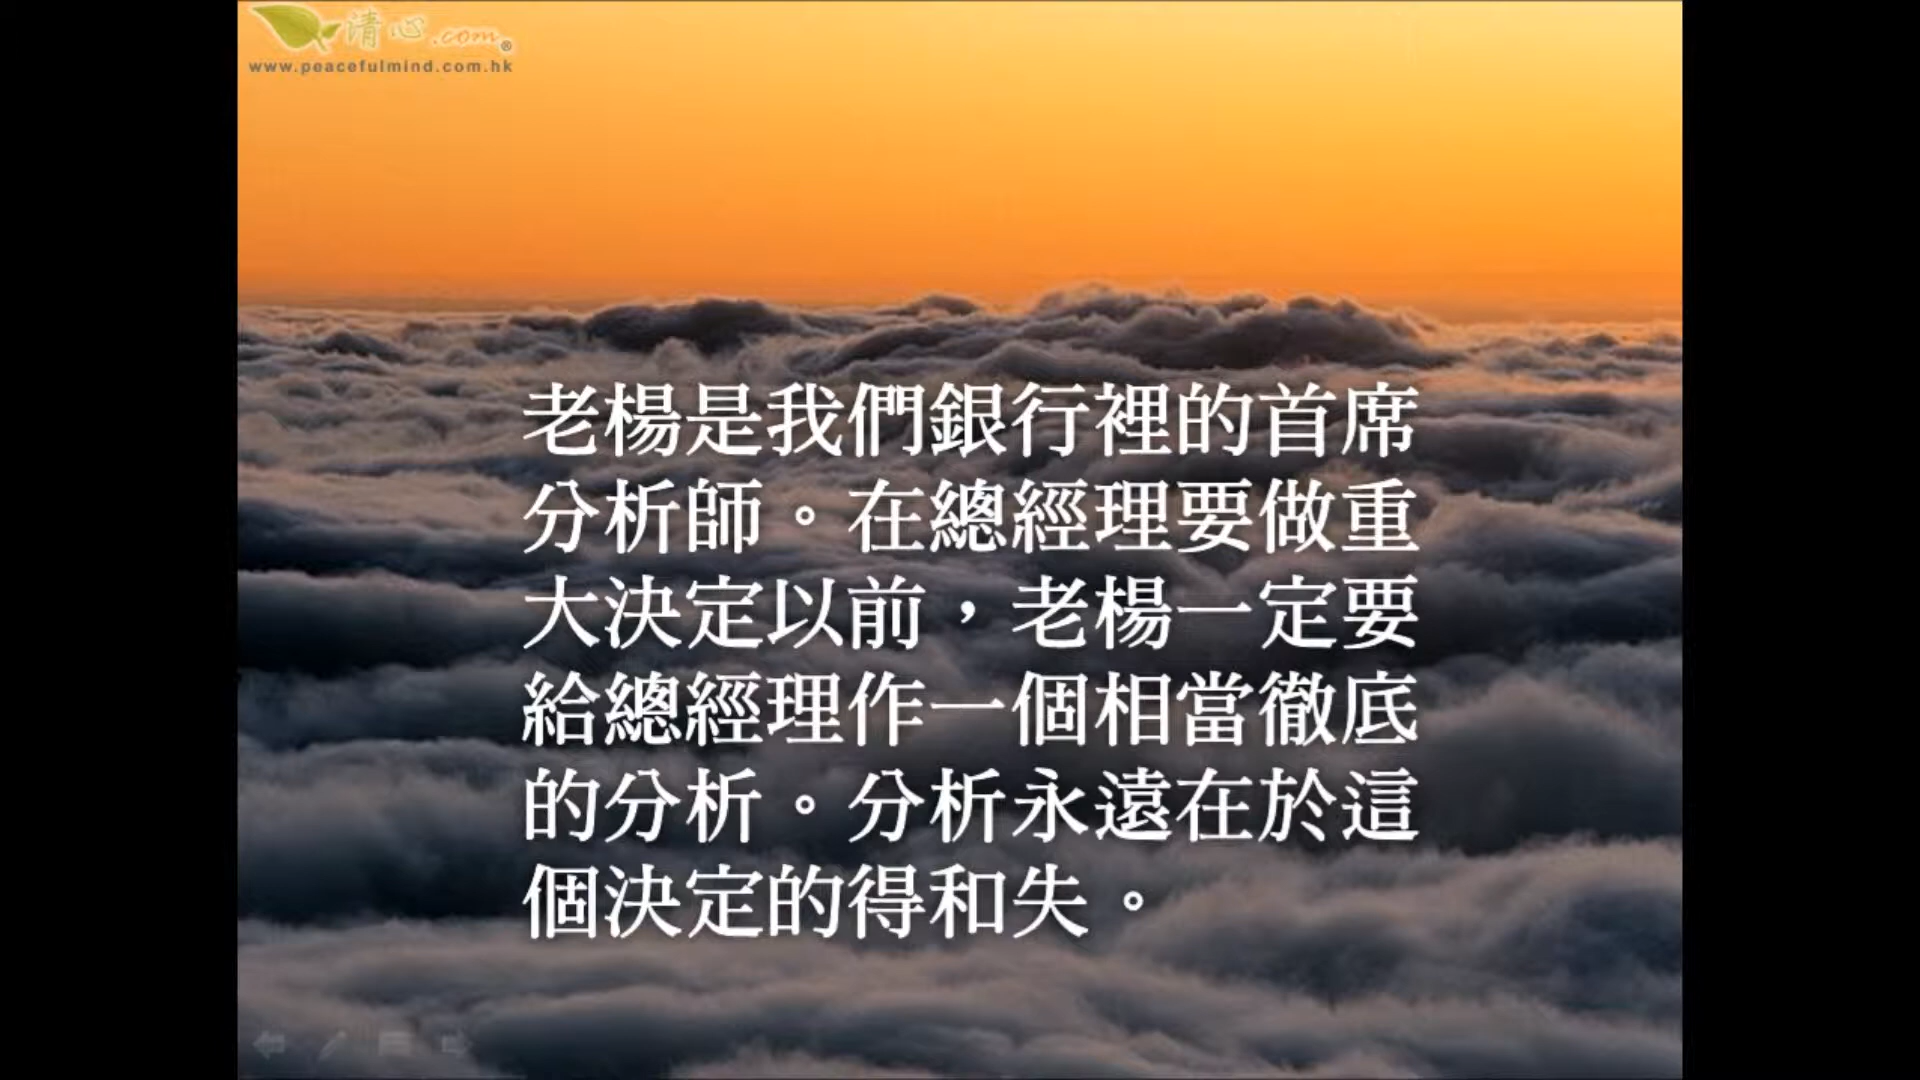 清心.com®
www.peacefulmind.com.hk
老楊是我們銀行裡的首席
分析師。在總經理要做重
大決定以前，老楊一定要
給總經理作一個相當徹底
的分析。分析永遠在於這
個決定的得和失。